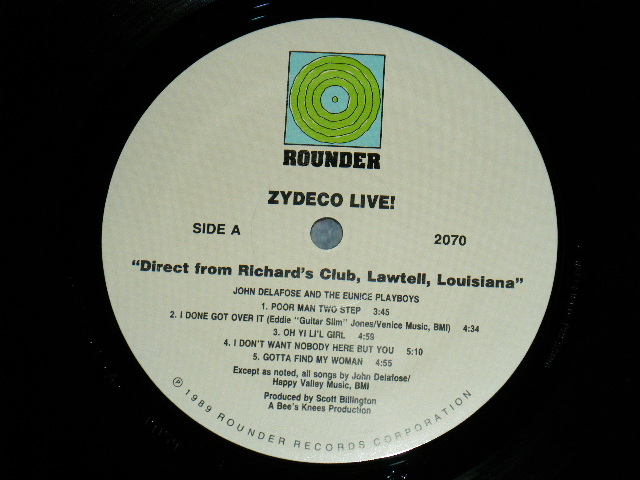 ROUNDER
ZYDECO LIVE!
SIDE A
2070
"Direct from Richard's Club, Lawtell, Louisiana"
JOHN DELAFOSE AND THE EUNICE PLAYBOYS
1. POOR MAN TWO STEP 3:45
2. I DONE GOT OVER IT (Eddie "Guitar Slim" Jones/Venice Music, BMI) 4:34
3. OH YI LI'L GIRL 4:59
4. I DON'T WANT NOBODY HERE BUT YOU 5:10
5. GOTTA FIND MY WOMAN 4:55
Except as noted, all songs by John Delafose/
Happy Valley Music, BMI
Produced by Scott Billington
A Bee's Knees Production
℗ 1989 ROUNDER RECORDS CORPORATION